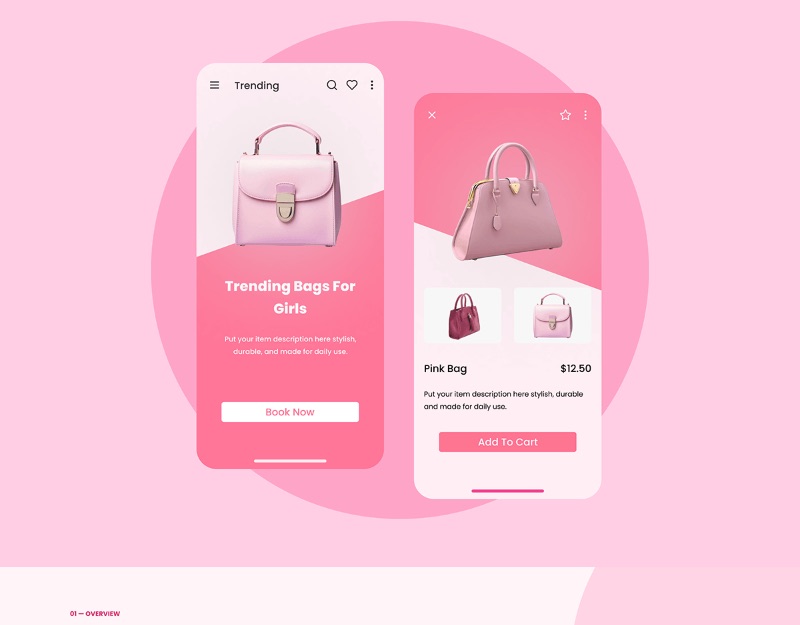 Trending
Trending Bags For
Girls
Put your item description here stylish,
durable, and made for daily use.
Book Now
Pink Bag
$12.50
Put your item description here stylish, durable
and made for daily use.
Add To Cart
01 — OVERVIEW